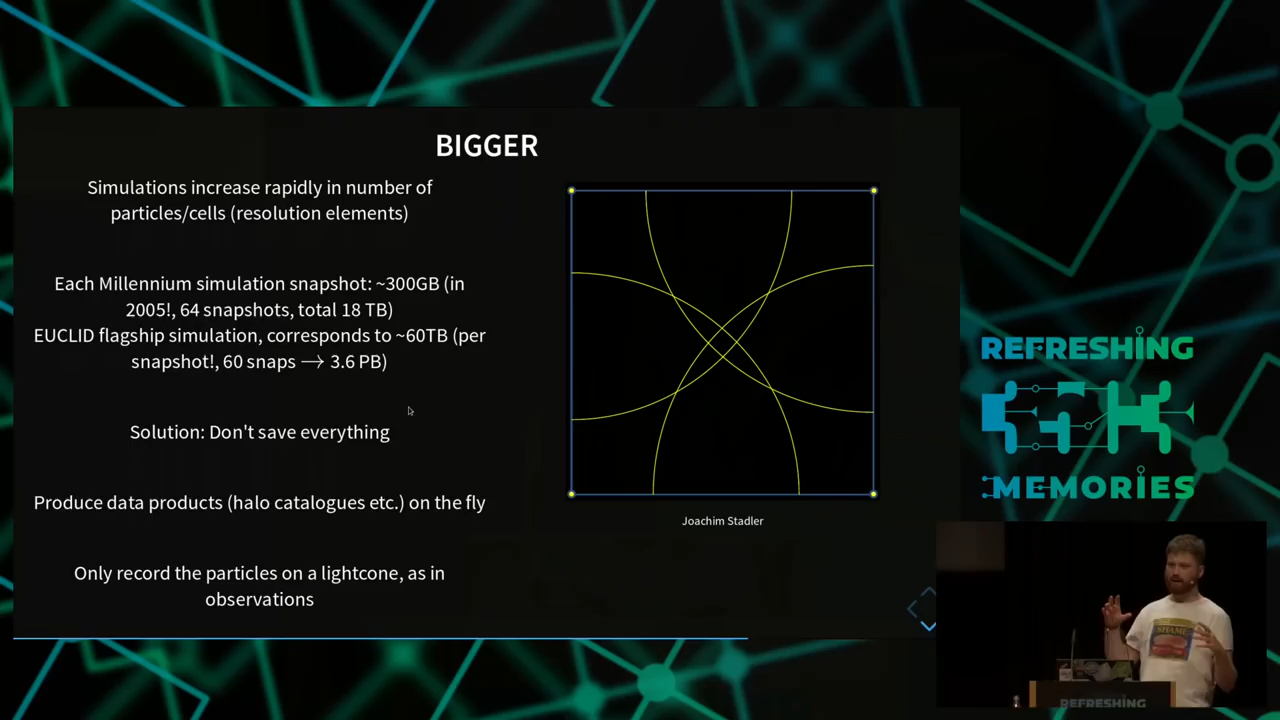 BIGGER
Simulations increase rapidly in number of
particles/cells (resolution elements)
Each Millennium simulation snapshot: ~300GB (in
2005!, 64 snapshots, total 18 TB)
EUCLID flagship simulation, corresponds to ~60TB (per
snapshot!, 60 snaps ⟶ 3.6 PB)
Solution: Don't save everything
Produce data products (halo catalogues etc.) on the fly
Only record the particles on a lightcone, as in
observations
Joachim Stadler
REFRESHING
MEMORIES
SHAME
REFRESHING